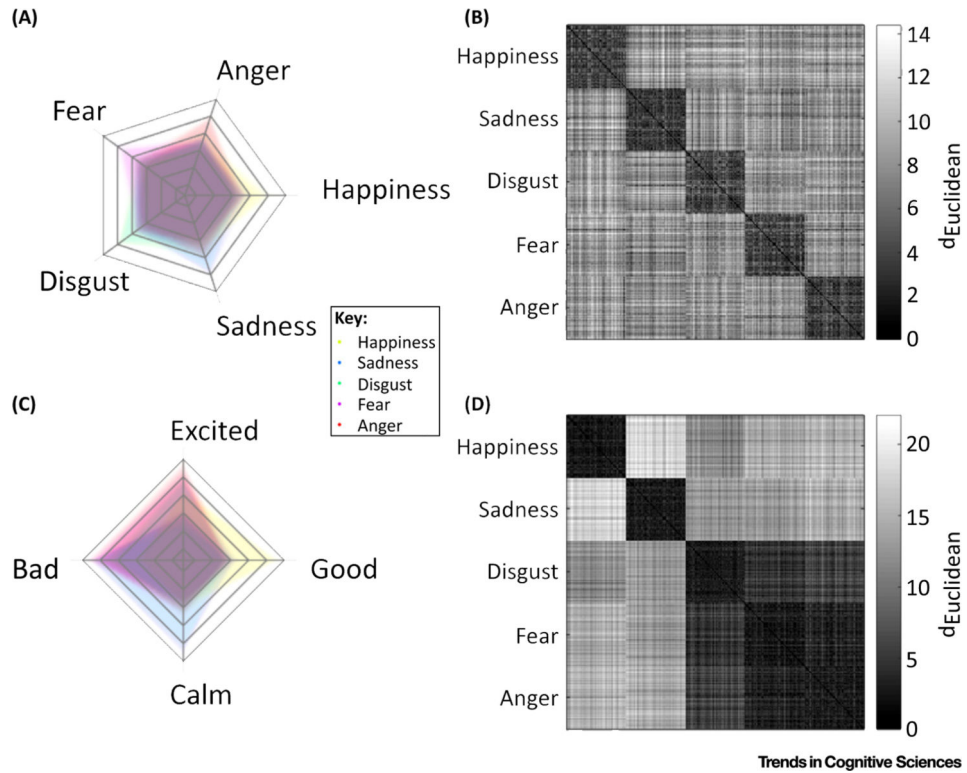 (A)
Anger
Fear
Happiness
Disgust
Sadness
Key:
Happiness
Sadness
Disgust
Fear
Anger
(B)
Happiness
Sadness
Disgust
Fear
Anger
14
12
10
8
6
4
2
0
dEuclidean
(C)
Excited
Bad
Good
Calm
(D)
Happiness
Sadness
Disgust
Fear
Anger
20
15
10
5
0
dEuclidean
Trends in Cognitive Sciences